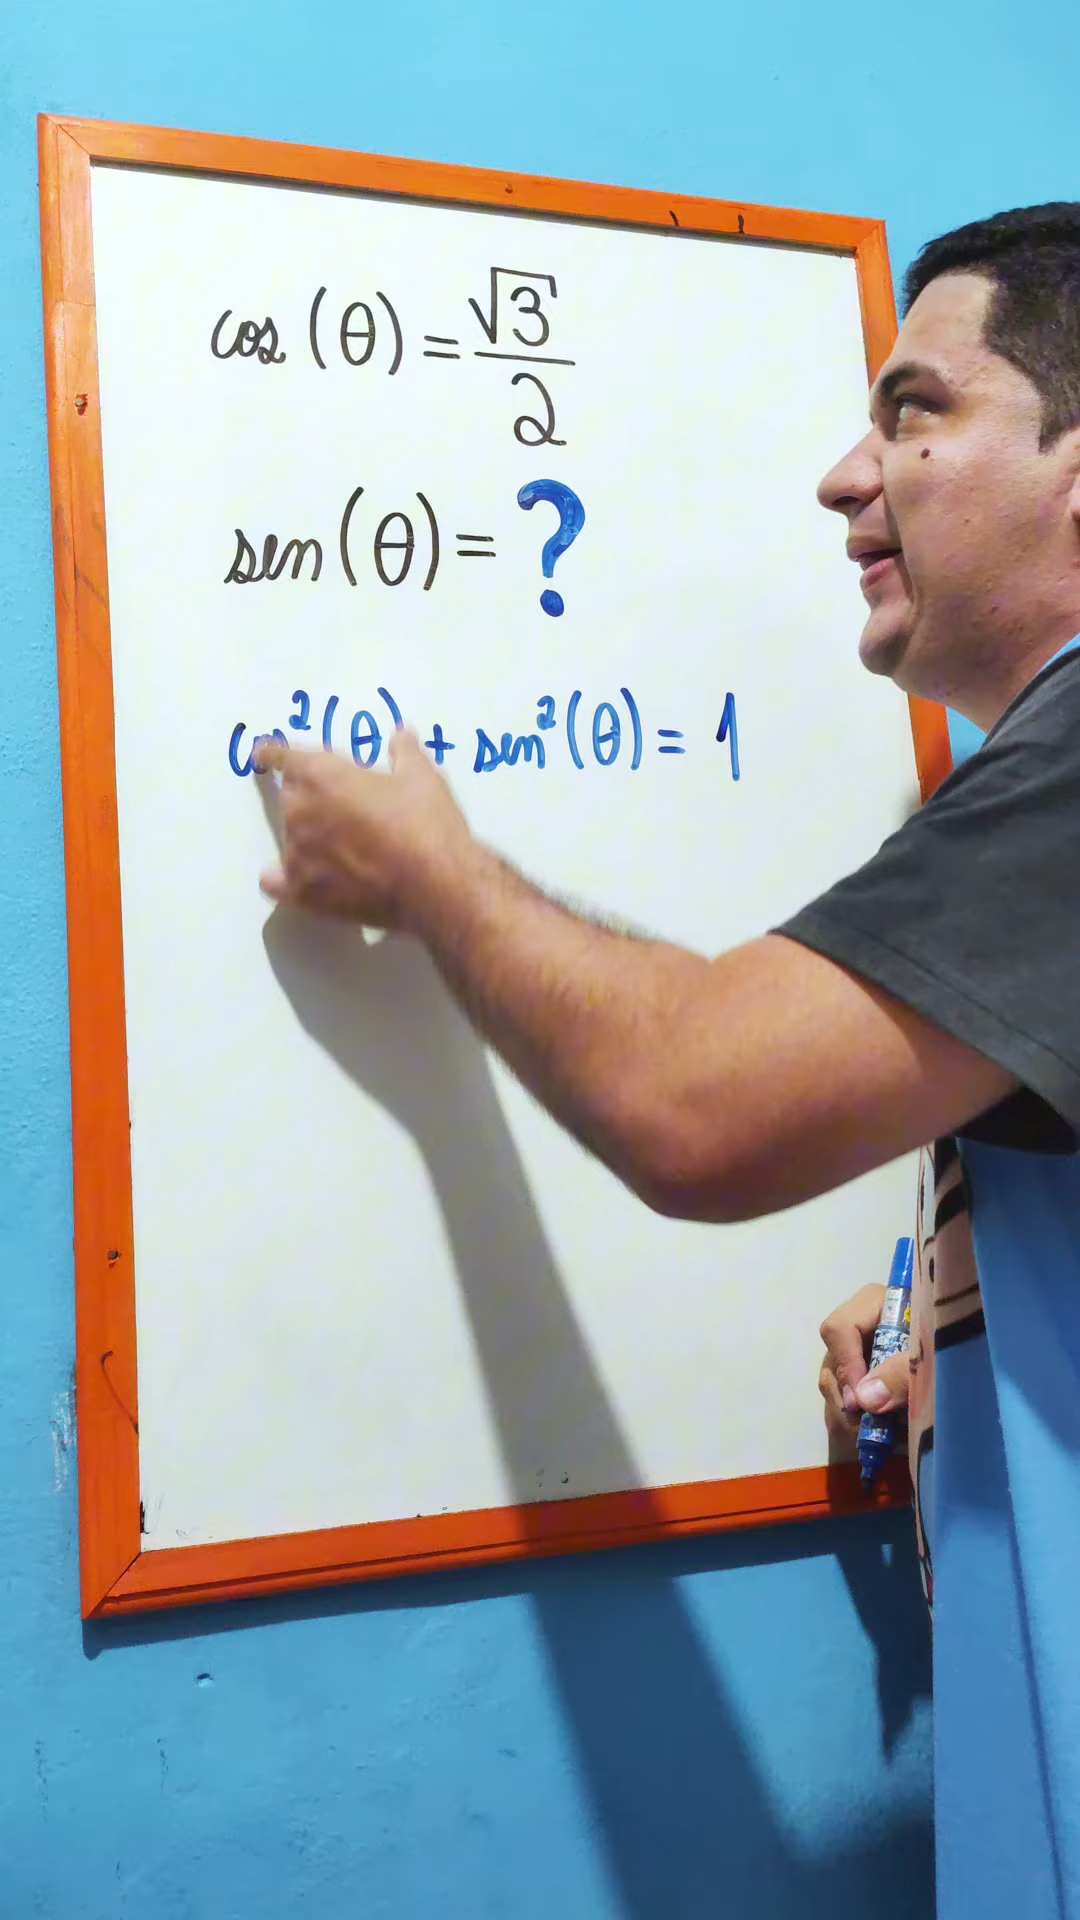 cos (θ) = √3/2
sen (θ) = ?
cos²(θ) + sen²(θ) = 1